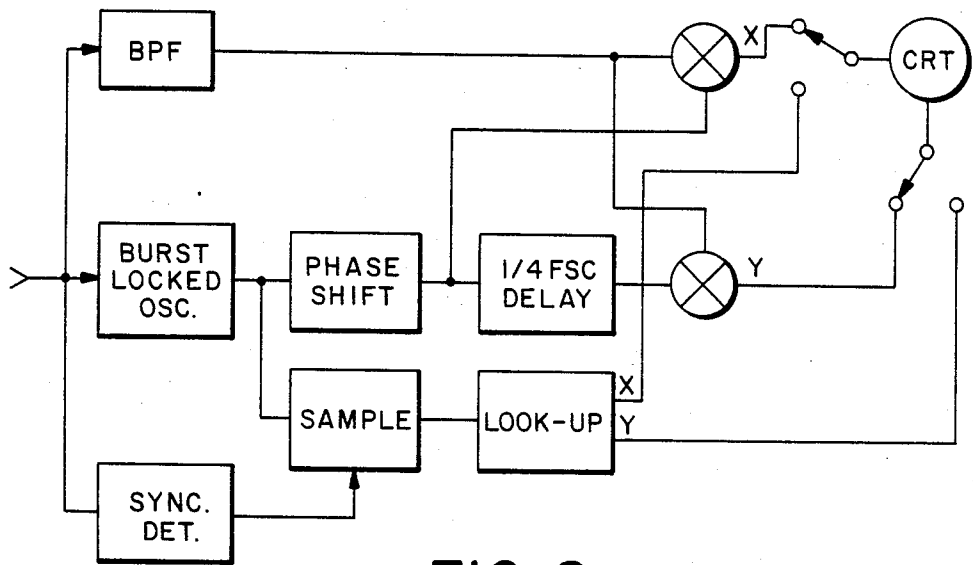 BPF
X
CRT
BURST
LOCKED
OSC.
PHASE
SHIFT
1/4 FSC
DELAY
Y
SAMPLE
LOOK-UP
X
Y
SYNC.
DET.